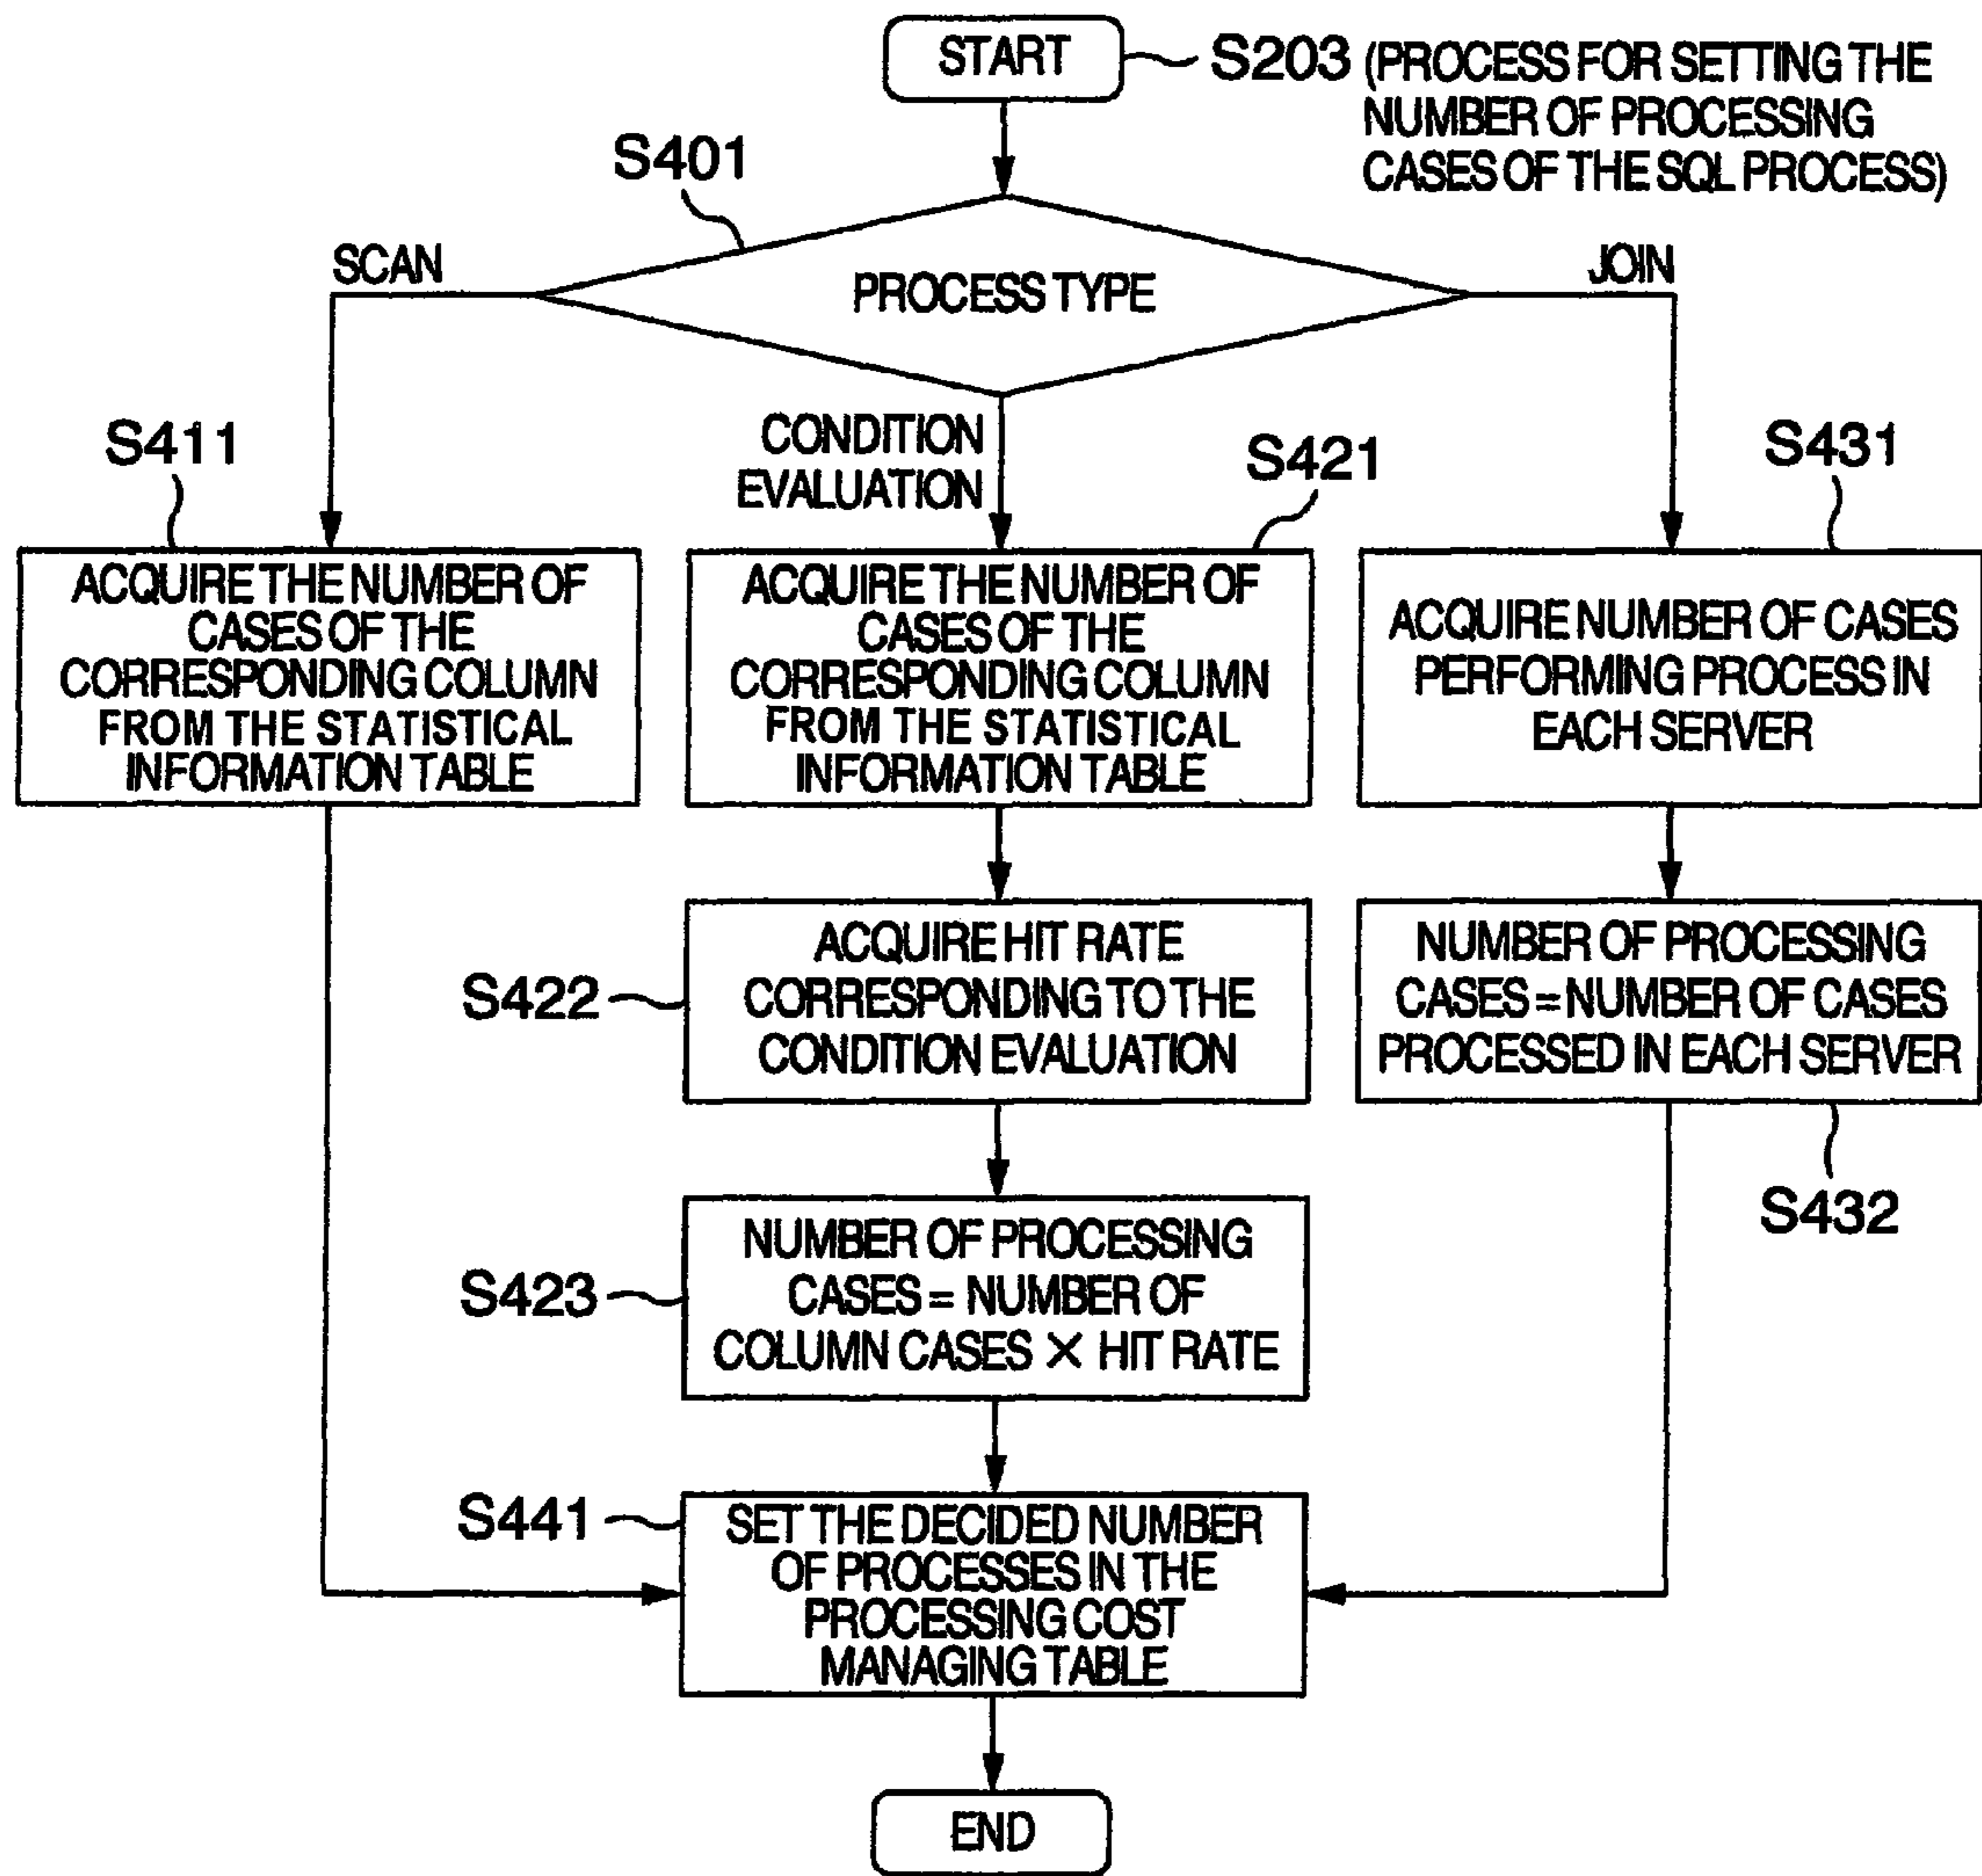 START
S203 (PROCESS FOR SETTING THE
NUMBER OF PROCESSING
CASES OF THE SQL PROCESS)
S401
SCAN
PROCESS TYPE
JOIN
S411
CONDITION
EVALUATION
S421
S431
ACQUIRE THE NUMBER OF
CASES OF THE
CORRESPONDING COLUMN
FROM THE STATISTICAL
INFORMATION TABLE
ACQUIRE THE NUMBER OF
CASES OF THE
CORRESPONDING COLUMN
FROM THE STATISTICAL
INFORMATION TABLE
ACQUIRE NUMBER OF CASES
PERFORMING PROCESS IN
EACH SERVER
S422
ACQUIRE HIT RATE
CORRESPONDING TO THE
CONDITION EVALUATION
NUMBER OF PROCESSING
CASES = NUMBER OF CASES
PROCESSED IN EACH SERVER
S432
S423
NUMBER OF PROCESSING
CASES = NUMBER OF
COLUMN CASES × HIT RATE
S441
SET THE DECIDED NUMBER
OF PROCESSES IN THE
PROCESSING COST
MANAGING TABLE
END